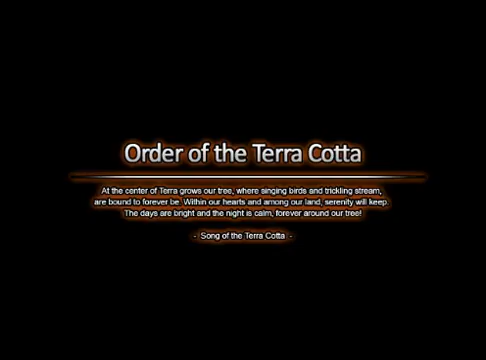 Order of the Terra Cotta
At the center of Terra grows our tree, where singing birds and trickling stream,
are bound to forever be. Within our hearts and among our land, serenity will keep.
The days are bright and the night is calm, forever around our tree!
- Song of the Terra Cotta -